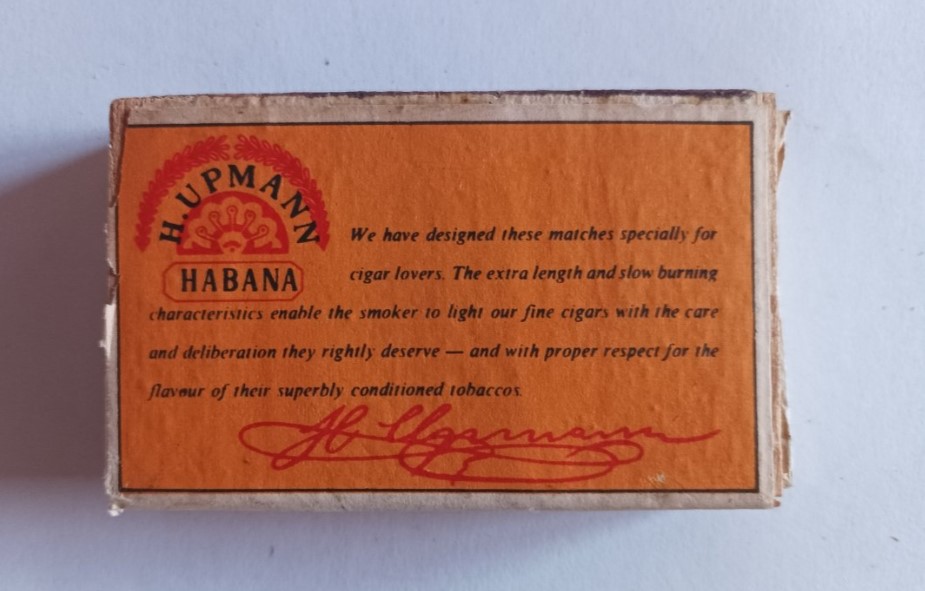 H. UPMANN
HABANA
We have designed these matches specially for
cigar lovers. The extra length and slow burning
characteristics enable the smoker to light our fine cigars with the care
and deliberation they rightly deserve — and with proper respect for the
flavour of their superbly conditioned tobaccos.
H Upmann